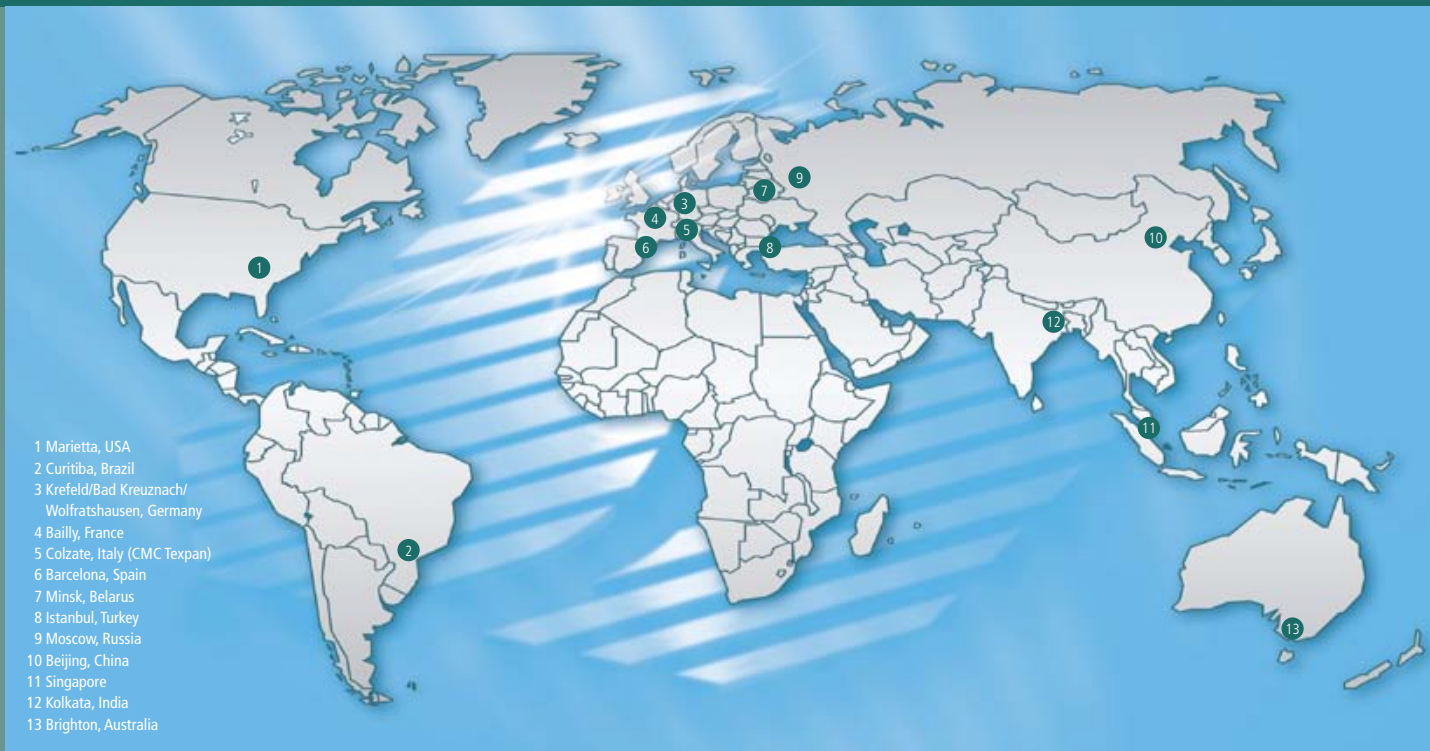 1 Marietta, USA
2 Curitiba, Brazil
3 Krefeld/Bad Kreuznach/
Wolfratshausen, Germany
4 Bailly, France
5 Colzate, Italy (CMC Texpan)
6 Barcelona, Spain
7 Minsk, Belarus
8 Istanbul, Turkey
9 Moscow, Russia
10 Beijing, China
11 Singapore
12 Kolkata, India
13 Brighton, Australia
9
7
3
4
5
6
8
10
1
12
11
2
13